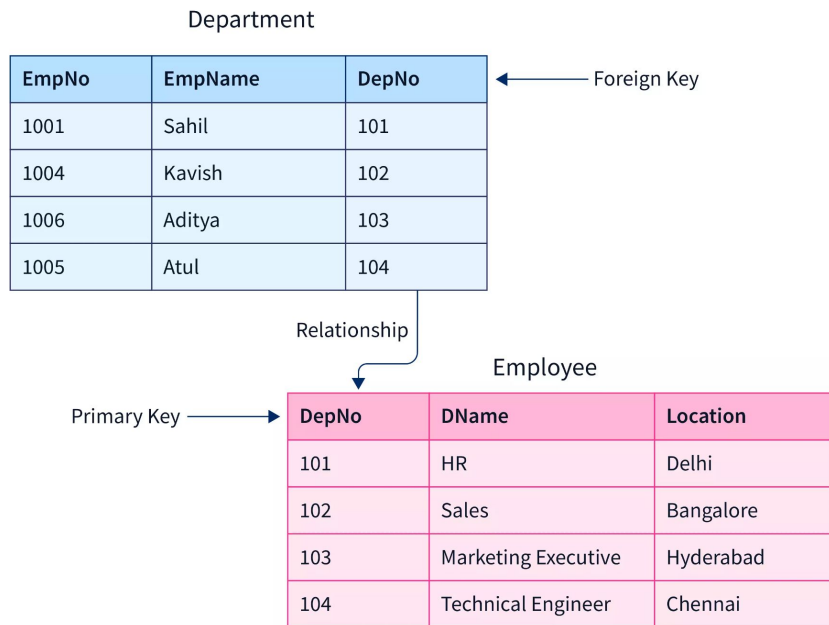 Department
EmpNo EmpName DepNo
Foreign Key
1001 Sahil 101
1004 Kavish 102
1006 Aditya 103
1005 Atul 104
Relationship
Employee
Primary Key
DepNo DName Location
101 HR Delhi
102 Sales Bangalore
103 Marketing Executive Hyderabad
104 Technical Engineer Chennai